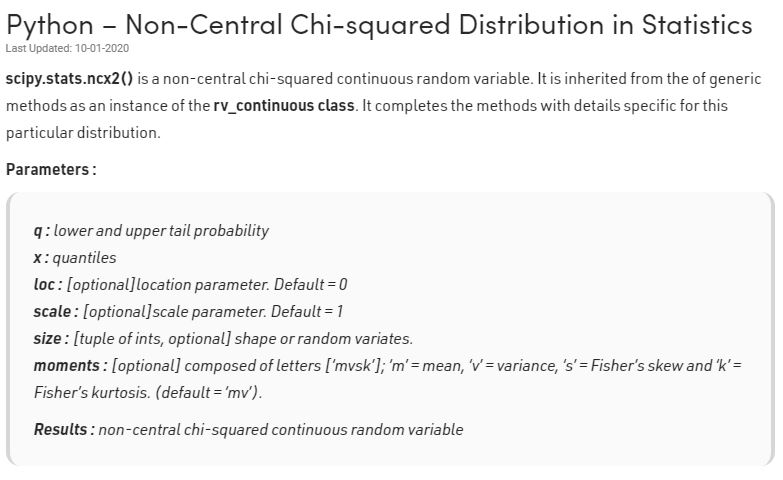 Python – Non-Central Chi-squared Distribution in Statistics
Last Updated: 10-01-2020
scipy.stats.ncx2() is a non-central chi-squared continuous random variable. It is inherited from the of generic
methods as an instance of the rv_continuous class. It completes the methods with details specific for this
particular distribution.
Parameters :
q : lower and upper tail probability
x : quantiles
loc : [optional]location parameter. Default = 0
scale : [optional]scale parameter. Default = 1
size : [tuple of ints, optional] shape or random variates.
moments : [optional] composed of letters ['mvsk']; 'm' = mean, 'v' = variance, 's' = Fisher's skew and 'k' =
Fisher's kurtosis. (default = 'mv').
Results : non-central chi-squared continuous random variable